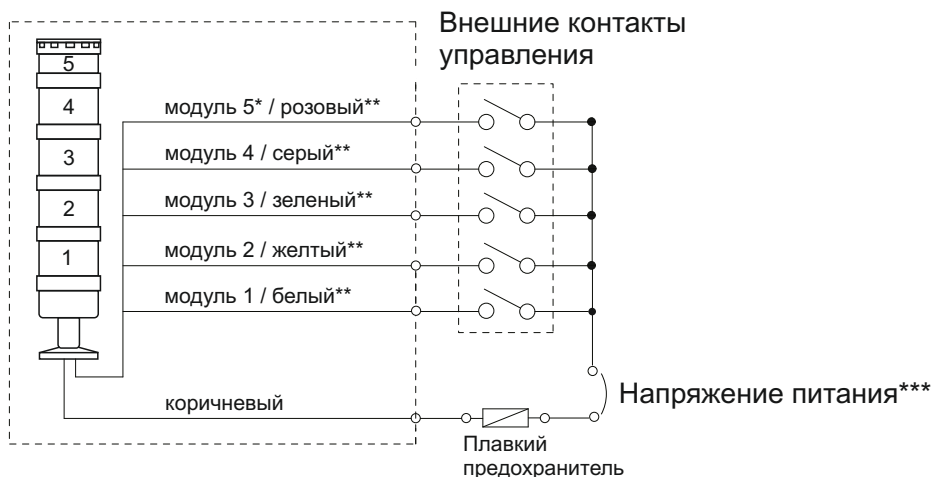 Внешние контакты
управления
5
4
3
2
1
модуль 5* / розовый**
модуль 4 / серый**
модуль 3 / зеленый**
модуль 2 / желтый**
модуль 1 / белый**
коричневый
Напряжение питания***
Плавкий
предохранитель